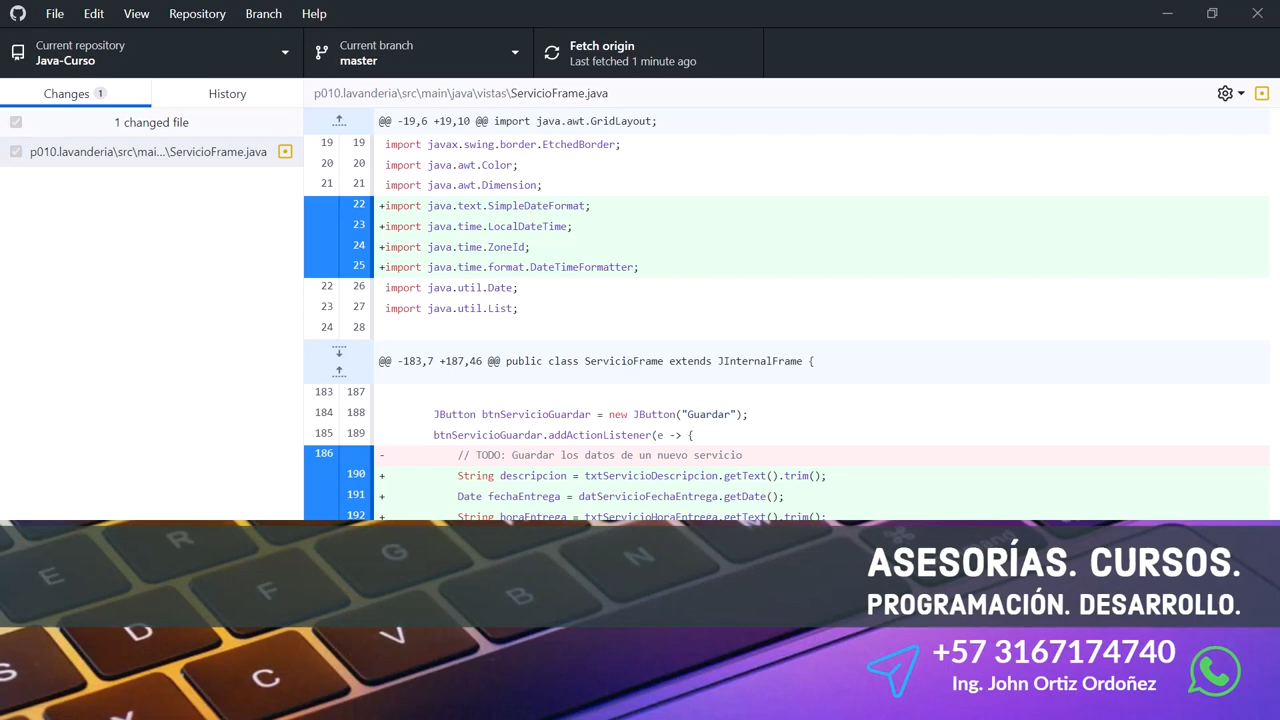 File Edit View Repository Branch Help
Current repository
Java-Curso
Current branch
master
Fetch origin
Last fetched 1 minute ago
Changes 1
History
p010.lavanderia\src\main\java\vistas\ServicioFrame.java
1 changed file
p010.lavanderia\src\mai...\ServicioFrame.java
@@ -19,6 +19,10 @@ import java.awt.GridLayout;
19 19 import javax.swing.border.EtchedBorder;
20 20 import java.awt.Color;
21 21 import java.awt.Dimension;
22 +import java.text.SimpleDateFormat;
23 +import java.time.LocalDateTime;
24 +import java.time.ZoneId;
25 +import java.time.format.DateTimeFormatter;
22 26 import java.util.Date;
23 27 import java.util.List;
24 28
@@ -183,7 +187,46 @@ public class ServicioFrame extends JInternalFrame {
183 187
184 188 JButton btnServicioGuardar = new JButton("Guardar");
185 189 btnServicioGuardar.addActionListener(e -> {
186 - // TODO: Guardar los datos de un nuevo servicio
190 + String descripcion = txtServicioDescripcion.getText().trim();
191 + Date fechaEntrega = datServicioFechaEntrega.getDate();
192 + String horaEntrega = txtServicioHoraEntrega.getText().trim();
ASESORÍAS. CURSOS.
PROGRAMACIÓN. DESARROLLO.
+57 3167174740
Ing. John Ortiz Ordoñez
E R F G B N D V C S